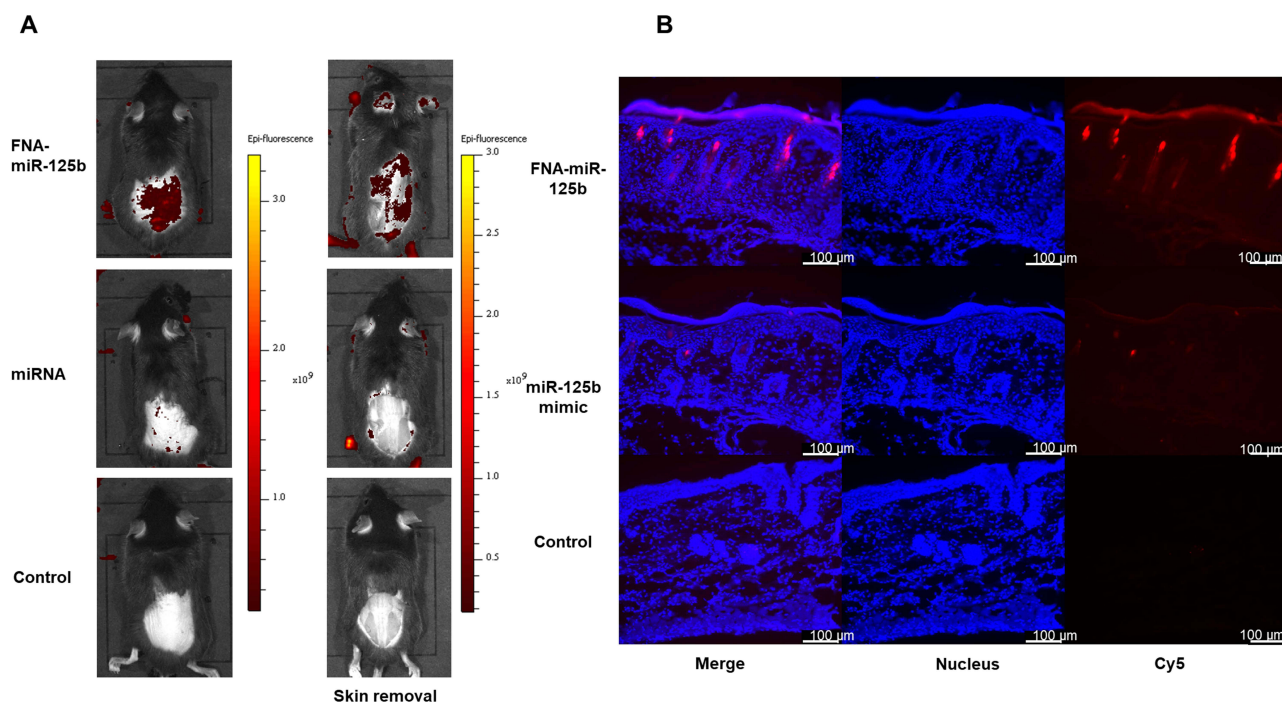 A
B
FNA-
miR-125b
miRNA
Control
Epi-fluorescence
3.0
2.0
x10⁹
1.0
Epi-fluorescence
3.0
2.5
2.0
1.5
x10⁹
1.0
0.5
Skin removal
FNA-miR-
125b
miR-125b
mimic
Control
100 µm
100 µm
100 µm
100 µm
100 µm
100 µm
100 µm
100 µm
100 µm
Merge
Nucleus
Cy5